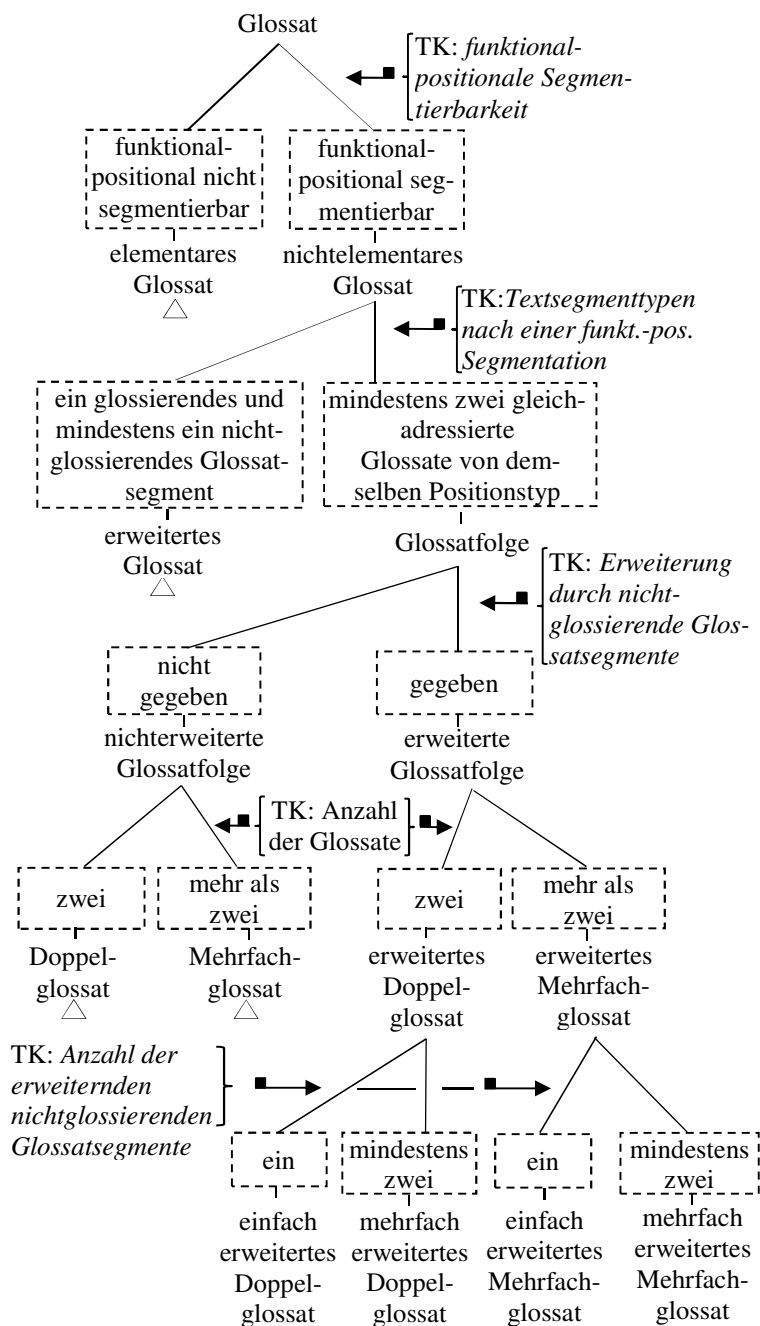 Glossat
TK: funktional-
positionale Segmen-
tierbarkeit
funktional-
positional nicht
segmentierbar
funktional-
positional seg-
mentierbar
elementares
Glossat
nichtelementares
Glossat
TK:Textsegmenttypen
nach einer funkt.-pos.
Segmentation
ein glossierendes und
mindestens ein nicht-
glossierendes Glossat-
segment
mindestens zwei gleich-
adressierte
Glossate von dem-
selben Positionstyp
erweitertes
Glossat
Glossatfolge
TK: Erweiterung
durch nicht-
glossierende Glos-
satsegmente
nicht
gegeben
gegeben
nichterweiterte
Glossatfolge
erweiterte
Glossatfolge
TK: Anzahl
der Glossate
zwei
mehr als
zwei
zwei
mehr als
zwei
Doppel-
glossat
Mehrfach-
glossat
erweitertes
Doppel-
glossat
erweitertes
Mehrfach-
glossat
TK: Anzahl der
erweiternden
nichtglossierenden
Glossatsegmente
ein
mindestens
zwei
ein
mindestens
zwei
einfach
erweitertes
Doppel-
glossat
mehrfach
erweitertes
Doppel-
glossat
einfach
erweitertes
Mehrfach-
glossat
mehrfach
erweitertes
Mehrfach-
glossat